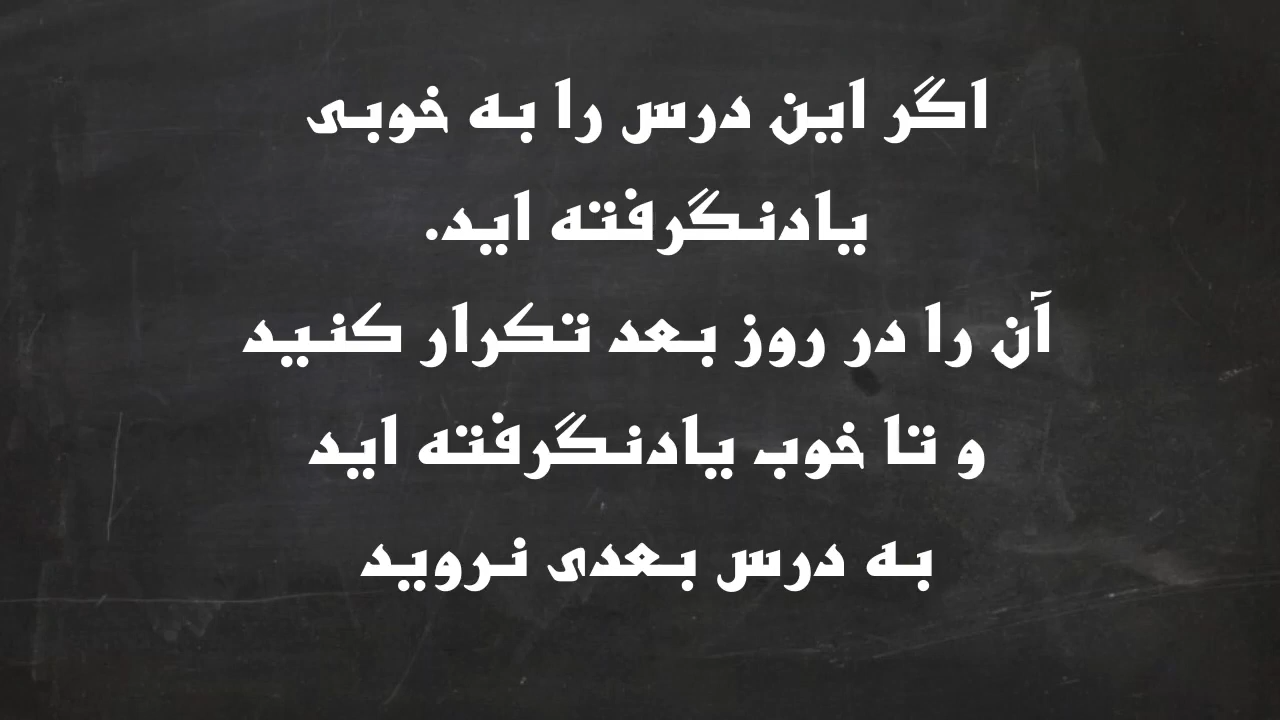 اگر این درس را به خوبی
یادنگرفته اید.
آن را در روز بعد تکرار کنید
و تا خوب یادنگرفته اید
به درس بعدی نروید